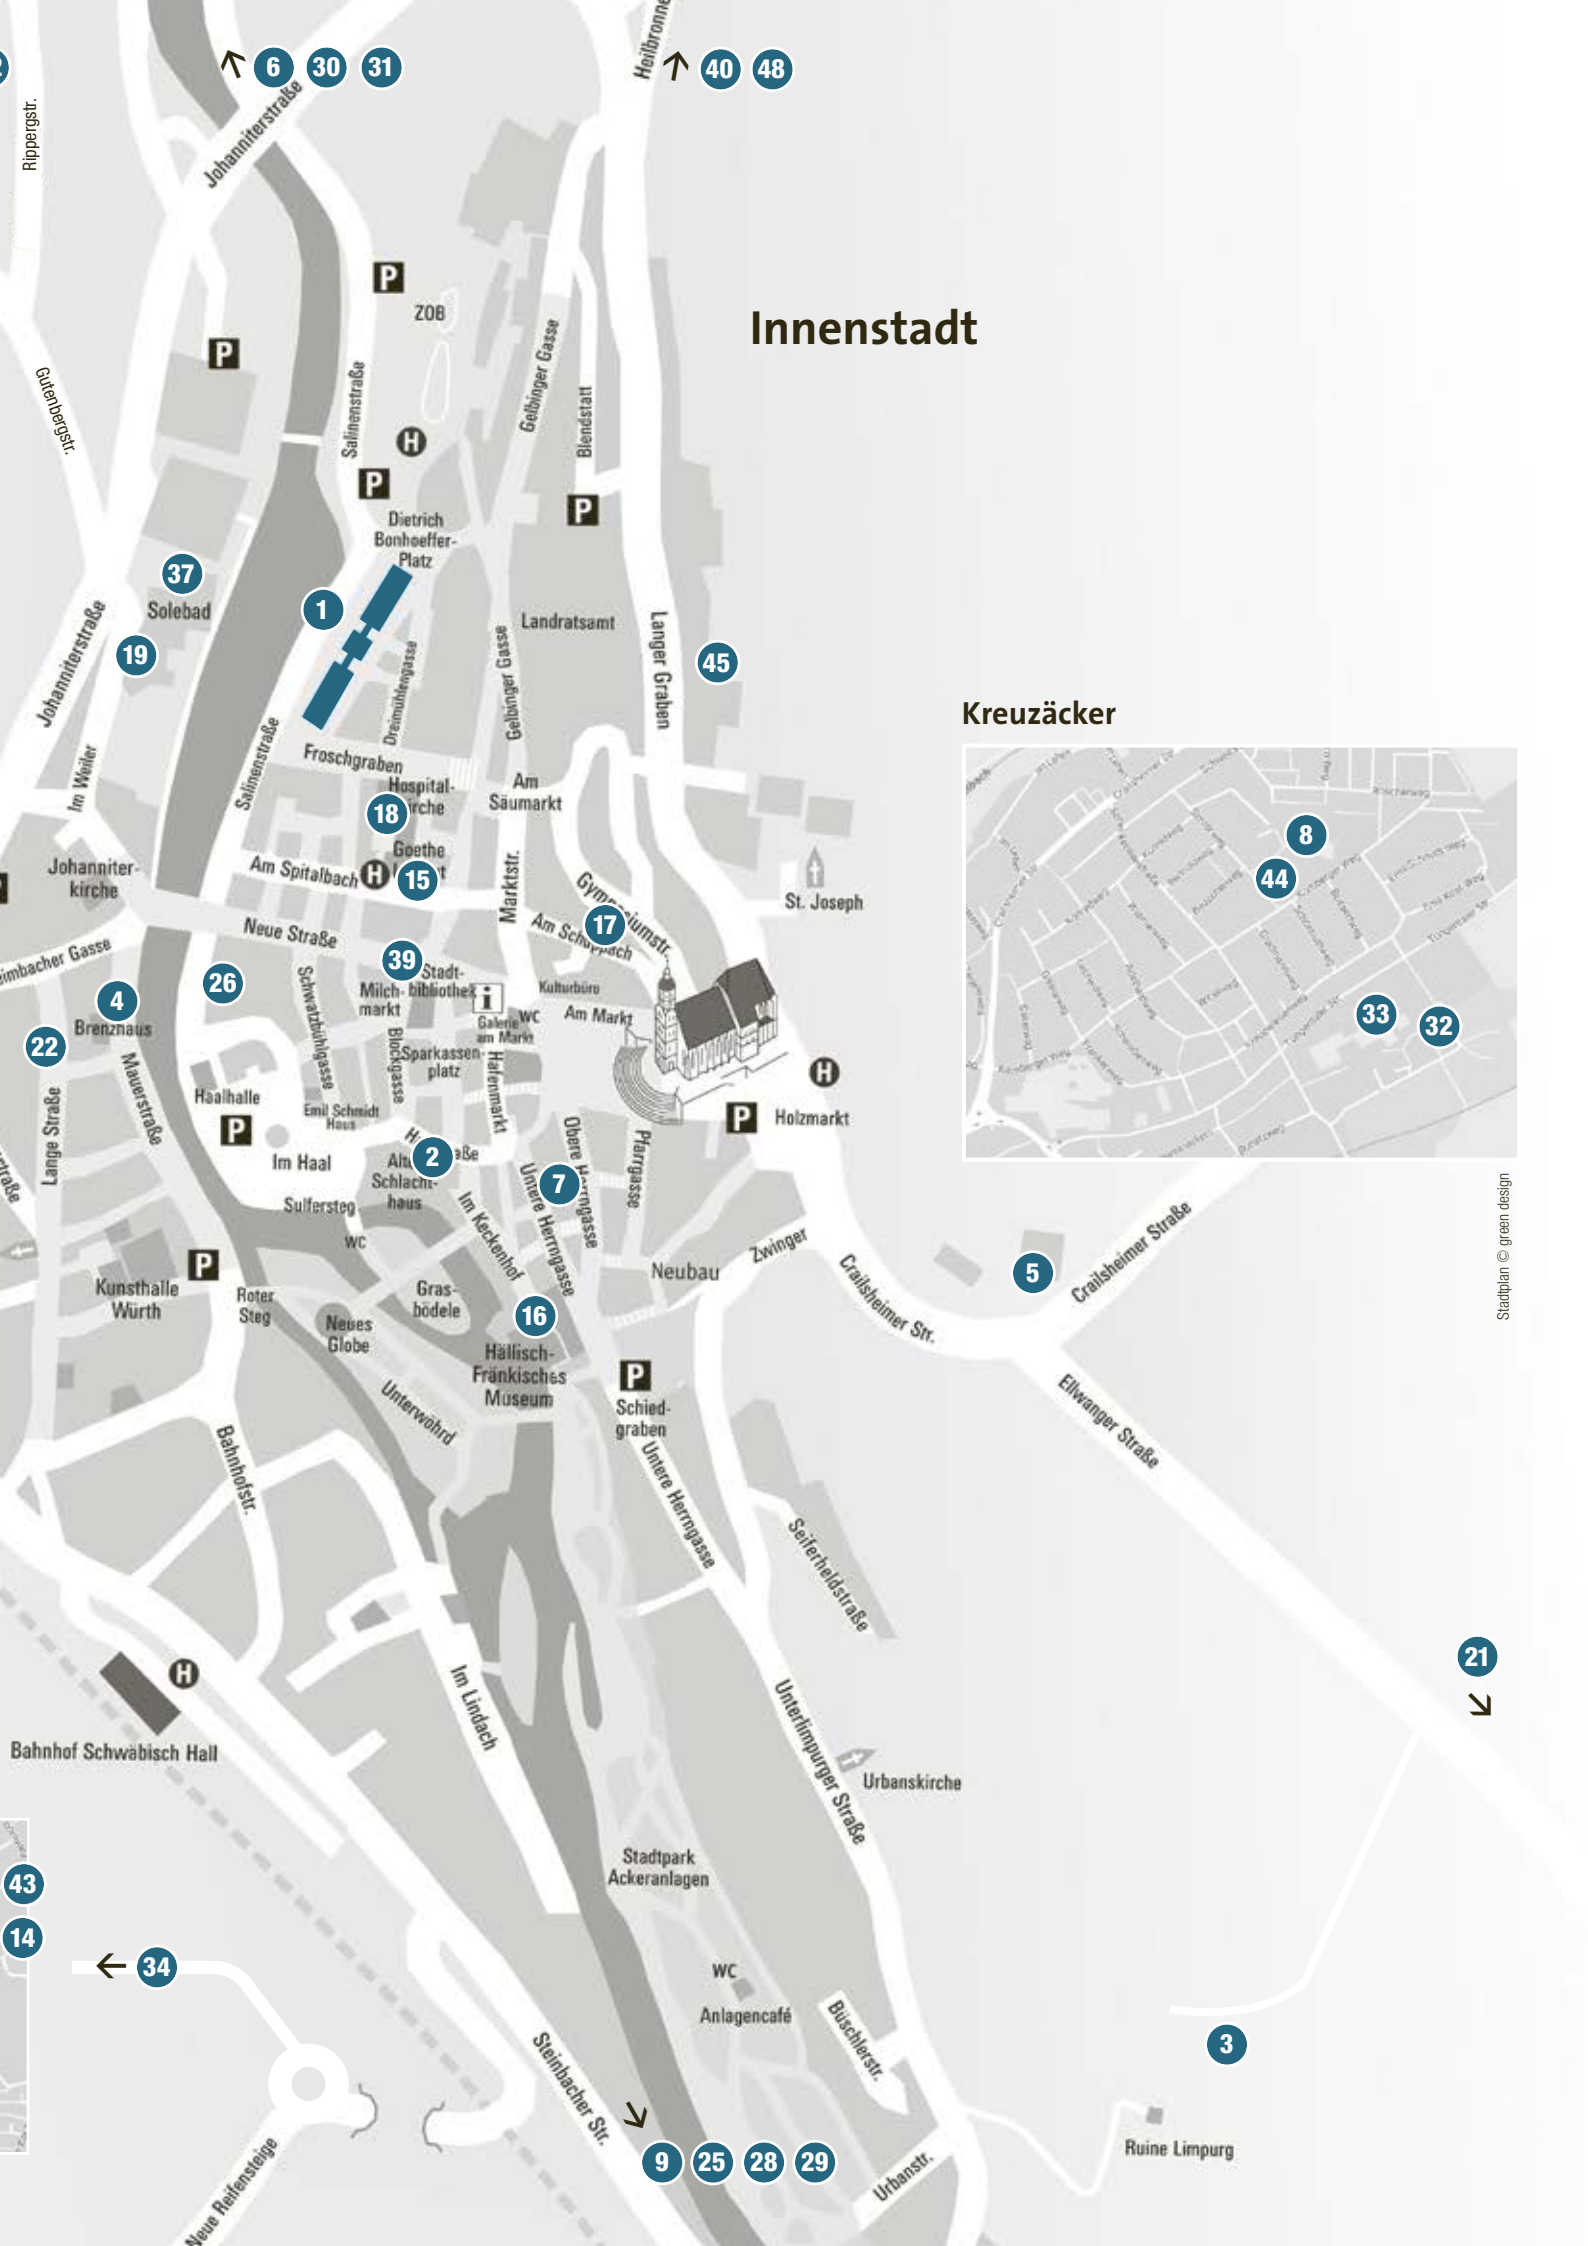 6 30 31
40 48
Heilbronne
Rippergstr.
Johanniterstraße
P
ZOB
Innenstadt
P
Gutenbergstr.
Salinenstraße
Gelbinger Gasse
Blendstatt
H
P
P
Dietrich
Bonhoeffer-
Platz
37
Solebad
1
Landratsamt
Langer Graben
45
19
Johanniterstraße
Dreimühlengasse
Gelbinger Gasse
Kreuzäcker
Im Weiler
Salinenstraße
Froschgraben
Hospital-
18
Am
Säumarkt
8
44
33
32
Johanniter-
kirche
Goethe
Am Spitalbach
H
15
Marktstr.
17
St. Joseph
Neue Straße
39
Stadt-
bibliothek
i
Milch-
markt
Kulturbüro
Am Markt
Galerie
am Markt
WC
26
Schwatzbühlgasse
4
Brenzhaus
22
Mauerstraße
Lange Straße
Blockgasse
Sparkassen-
platz
Hafenmarkt
Haalhalle
P
Emil Schmidt
Haus
Im Haal
H
P
Holzmarkt
2
Schlacht-
haus
Sulfersteg
WC
Im Keckenhof
7
Untere Herrngasse
Pfarrgasse
Neubau
Zwinger
Crailsheimer Str.
5
Crailsheimer Straße
Stadtplan © green design
P
Kunsthalle
Würth
Roter
Steg
Neues
Globe
Gras-
bödele
16
Hällisch-
Fränkisches
Museum
P
Schied-
graben
Ellwanger Straße
Unterwöhrd
Bahnhofstr.
Untere Herrngasse
Seiferheldstraße
H
Bahnhof Schwäbisch Hall
Im Lindach
21
Unterlimpurger Straße
Urbanskirche
Stadtpark
Ackeranlagen
43
14
34
WC
Anlagencafé
Büschlerstr.
3
Steinbacher Str.
9 25 28 29
Urbanstr.
Ruine Limpurg
Neue Reifensteige